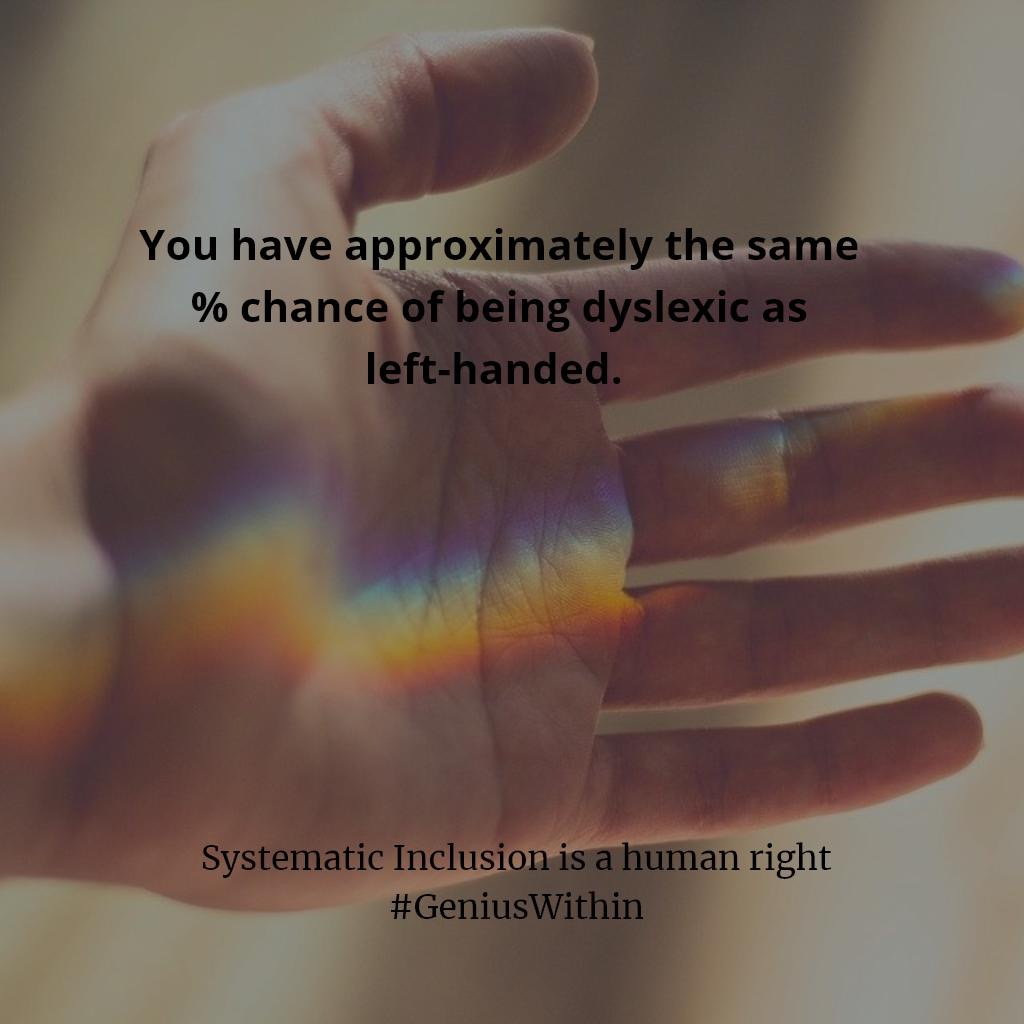 You have approximately the same
% chance of being dyslexic as
left-handed.
Systematic Inclusion is a human right
#GeniusWithin